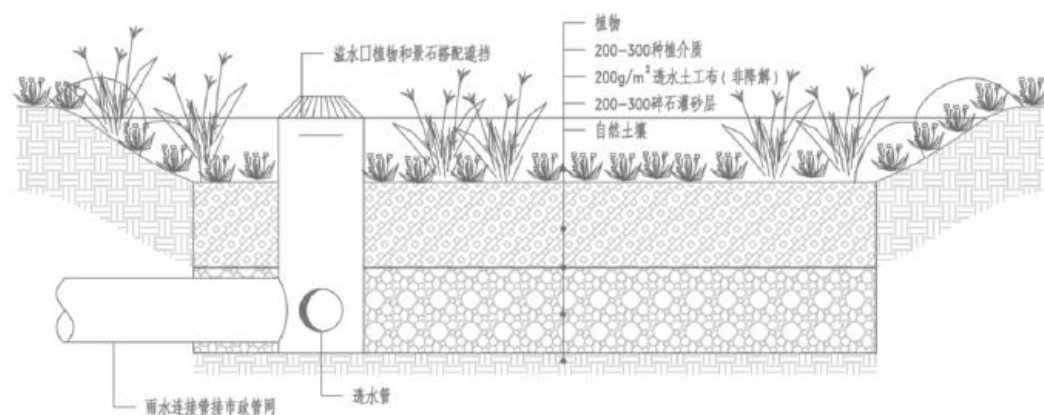 植物
200-300种植介质
溢水口植物和景石搭配遮挡
200g/m²透水土工布(非降解)
200-300碎石灌砂层
自然土壤
透水管
雨水连接管接市政管网